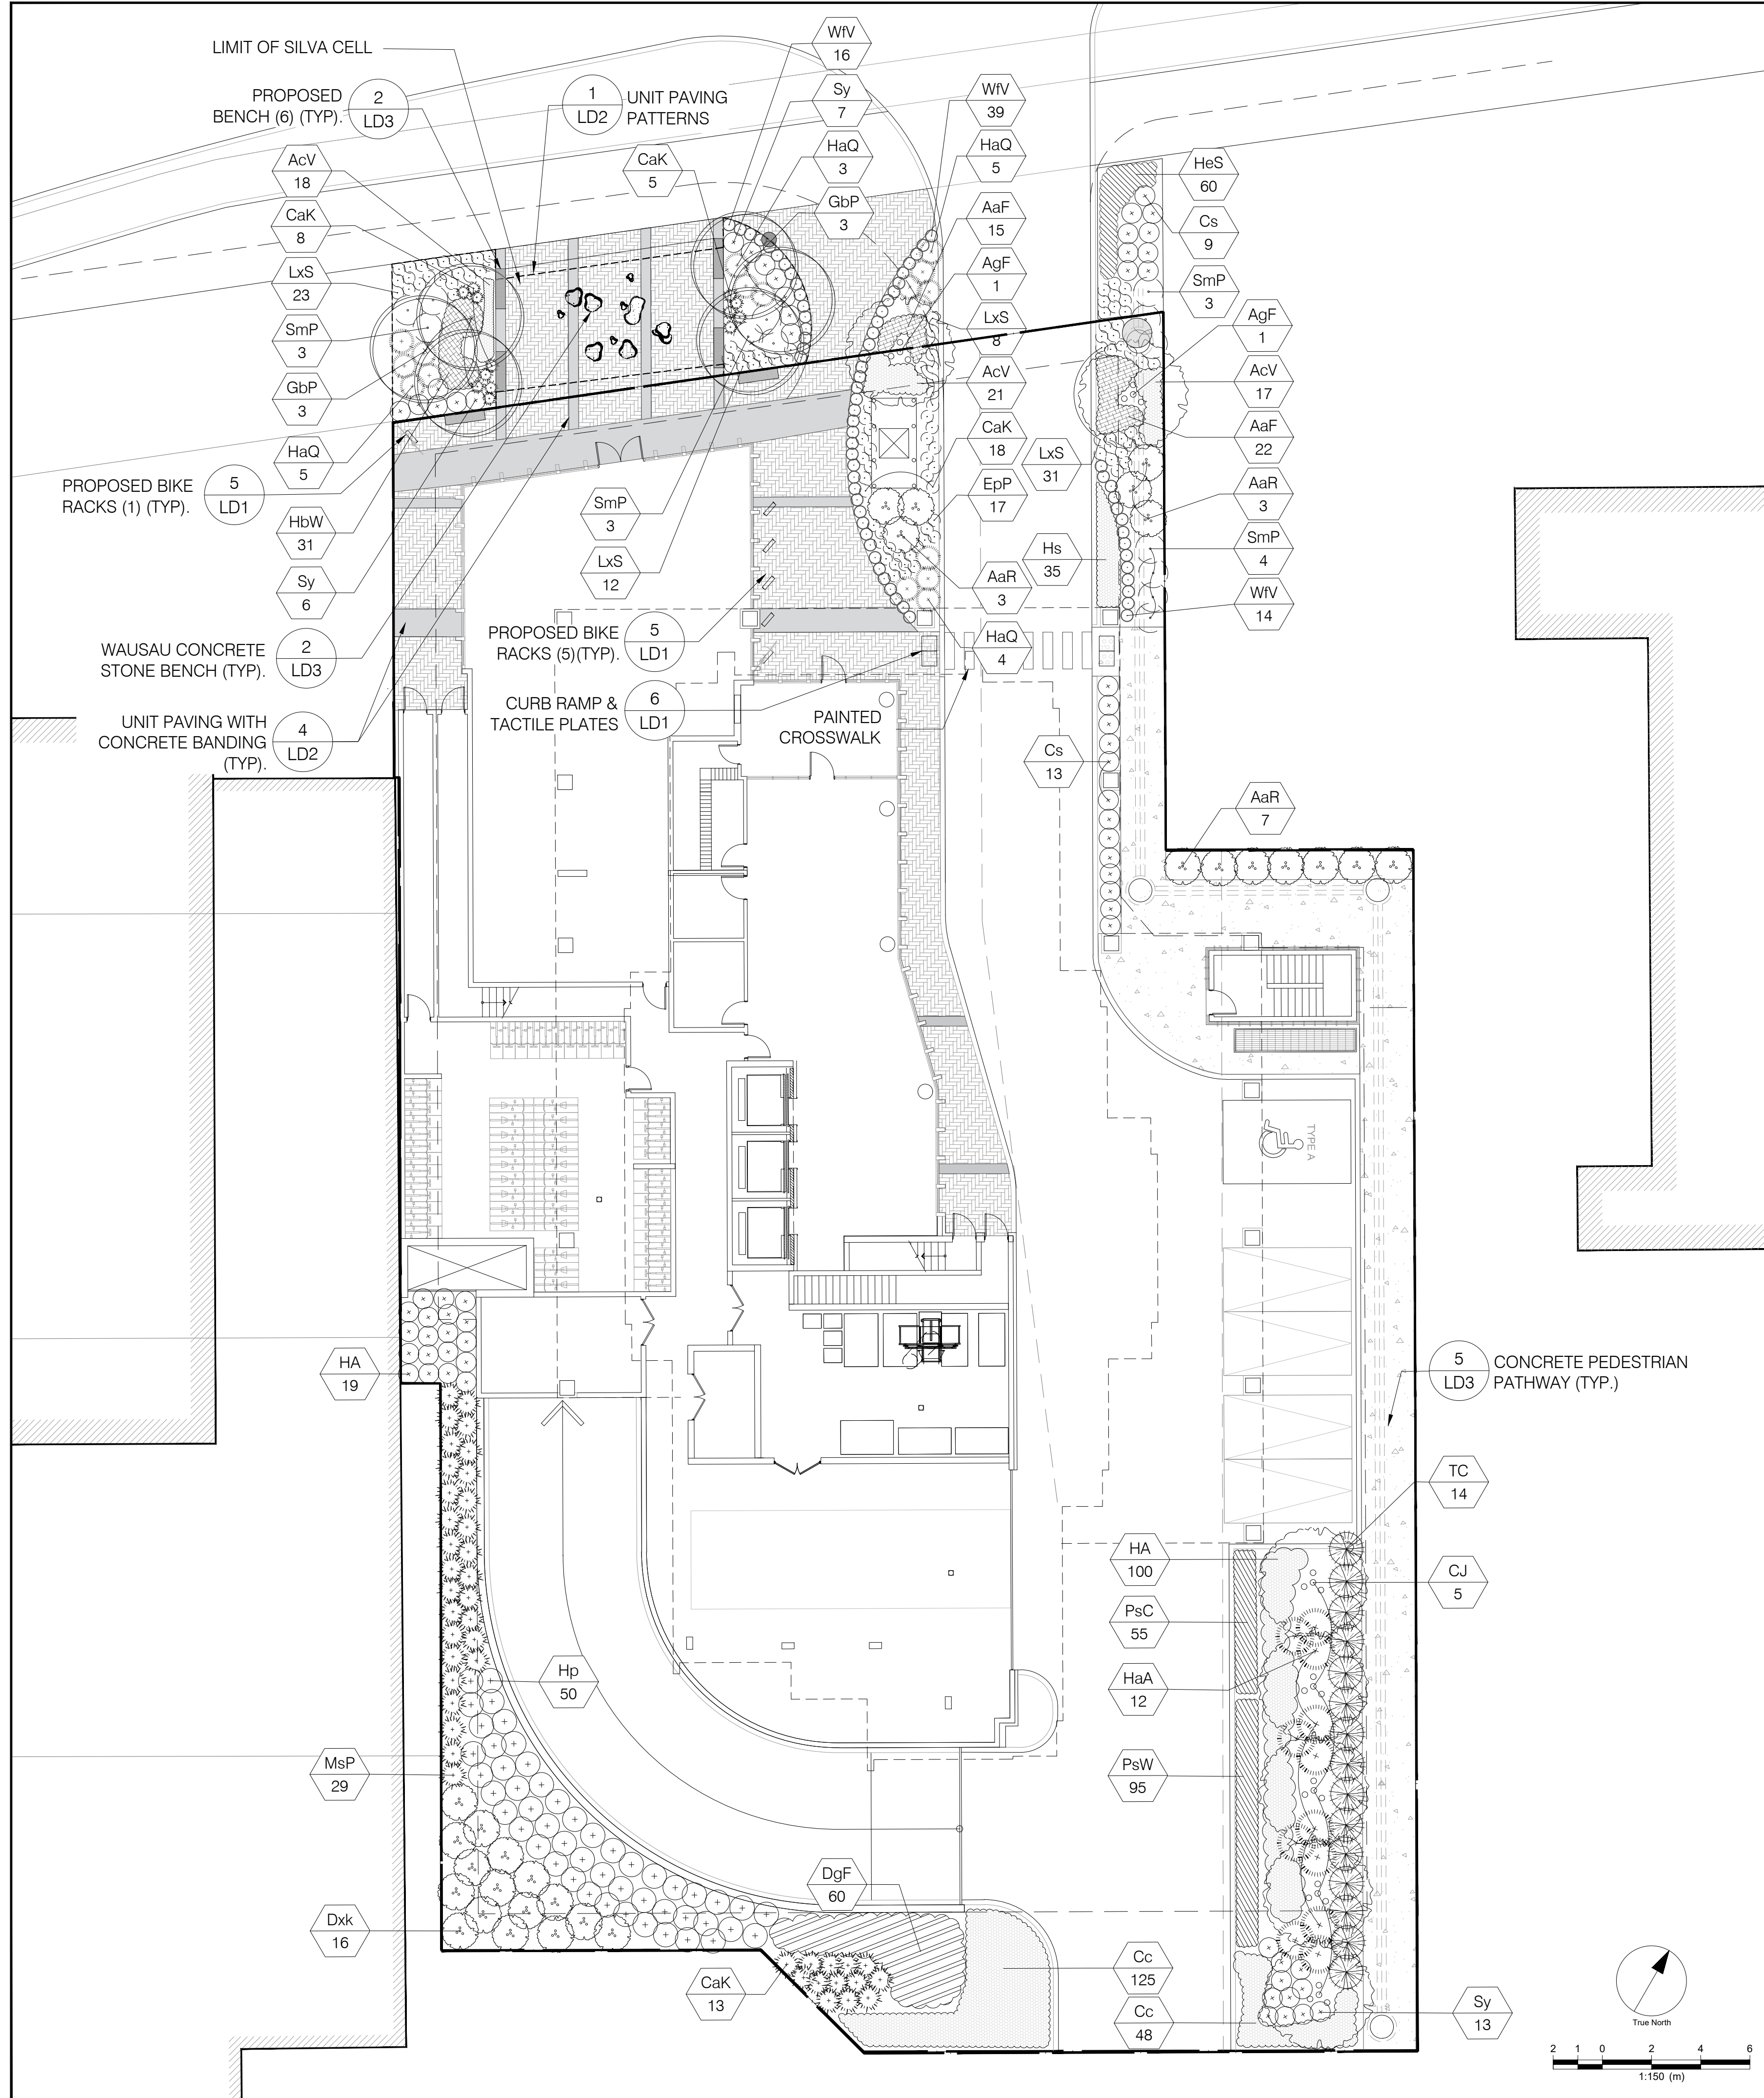 LIMIT OF SILVA CELL
PROPOSED
BENCH (6) (TYP).
2
LD3
1
LD2
UNIT PAVING
PATTERNS
WfV
16
Sy
7
WfV
39
AcV
18
CaK
5
HaQ
3
HaQ
5
HeS
60
CaK
8
GbP
3
AaF
15
Cs
9
LxS
23
AgF
1
SmP
3
SmP
3
LxS
8
AgF
1
GbP
3
AcV
21
AcV
17
HaQ
5
CaK
18
LxS
31
AaF
22
PROPOSED BIKE
RACKS (1) (TYP).
5
LD1
SmP
3
EpP
17
AaR
3
HbW
31
LxS
12
Hs
35
SmP
4
Sy
6
AaR
3
WfV
14
WAUSAU CONCRETE
STONE BENCH (TYP).
2
LD3
PROPOSED BIKE
RACKS (5)(TYP).
5
LD1
HaQ
4
UNIT PAVING WITH
CONCRETE BANDING
(TYP).
4
LD2
CURB RAMP &
TACTILE PLATES
6
LD1
PAINTED
CROSSWALK
Cs
13
AaR
7
TYPE A
HA
19
5
LD3
CONCRETE PEDESTRIAN
PATHWAY (TYP.)
TC
14
HA
100
CJ
5
PsC
55
Hp
50
HaA
12
MsP
29
PsW
95
DgF
60
Dxk
16
CaK
13
Cc
125
Cc
48
Sy
13
True North
2 1 0 2 4 6
1:150 (m)